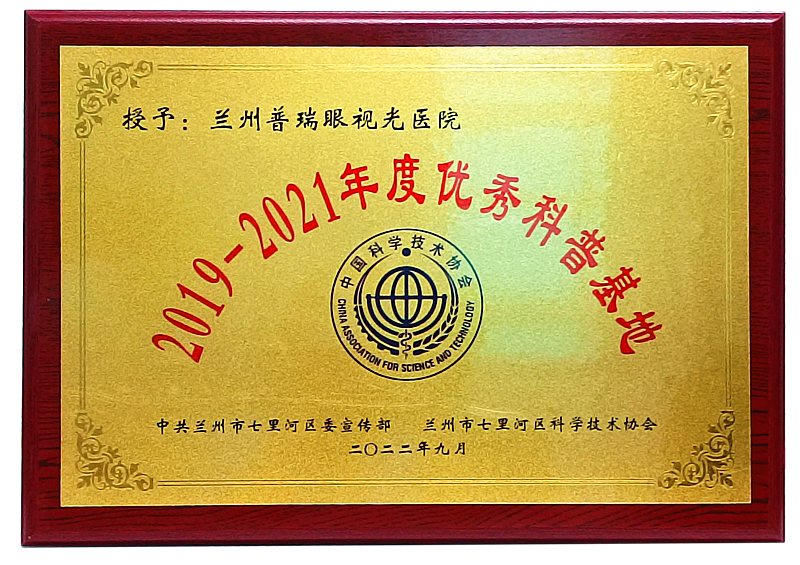 授予：兰州普瑞眼视光医院
2019-2021年度优秀科普基地
中国科学技术协会
CHINA ASSOCIATION FOR SCIENCE AND TECHNOLOGY
中共兰州市七里河区委宣传部 兰州市七里河区科学技术协会
二〇二二年九月